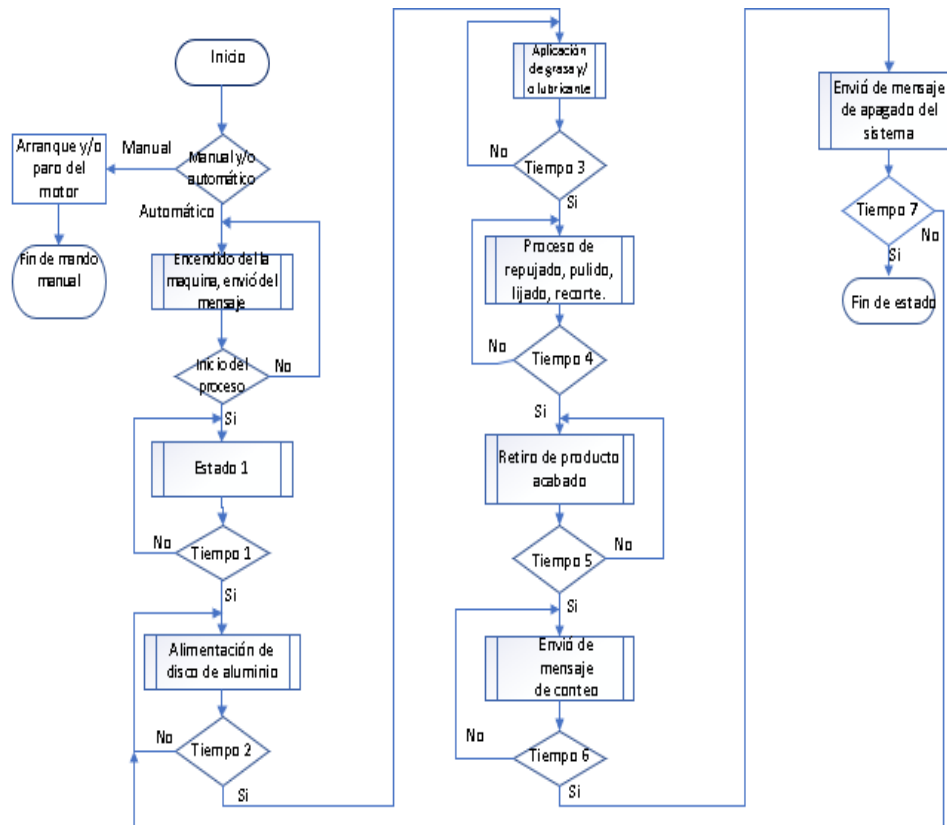 Inicio
Manual y/o
automático
Manual
Arranque y/o
paro del
motor
Fin de mando
manual
Automático
Encendido del la
maquina, envió del
mensaje
Inicio del
proceso
No
Si
Estado 1
Tiempo 1
No
Si
Alimentación de
disco de aluminio
Tiempo 2
No
Si
Aplicación
de grasa y/
o lubricante
Tiempo 3
No
Si
Proceso de
repujado, pulido,
lijado, recorte.
Tiempo 4
No
Si
Retiro de producto
acabado
Tiempo 5
No
Si
Envió de
mensaje
de conteo
Tiempo 6
No
Si
Envió de mensaje
de apagado del
sistema
Tiempo 7
No
Si
Fin de estado